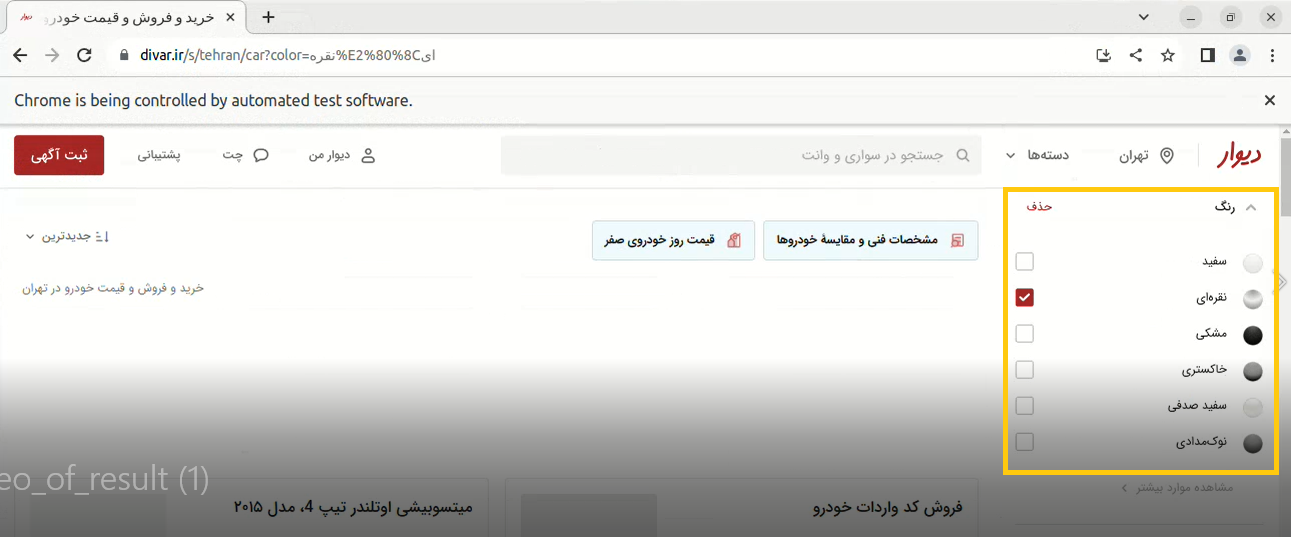 خرید و فروش و قیمت خودرو
divar.ir/s/tehran/car?color=نقره%E2%80%8Cای
Chrome is being controlled by automated test software.
دیوار
تهران
دسته‌ها
جستجو در سواری و وانت
دیوار من
چت
پشتیبانی
ثبت آگهی
رنگ
حذف
سفید
نقره‌ای
مشکی
خاکستری
سفید صدفی
نوک‌مدادی
مشاهده موارد بیشتر
مشخصات فنی و مقایسهٔ خودروها
قیمت روز خودروی صفر
جدیدترین
خرید و فروش و قیمت خودرو در تهران
eo_of_result (1)
فروش کد واردات خودرو
میتسوبیشی اوتلندر تیپ 4، مدل ۲۰۱۵